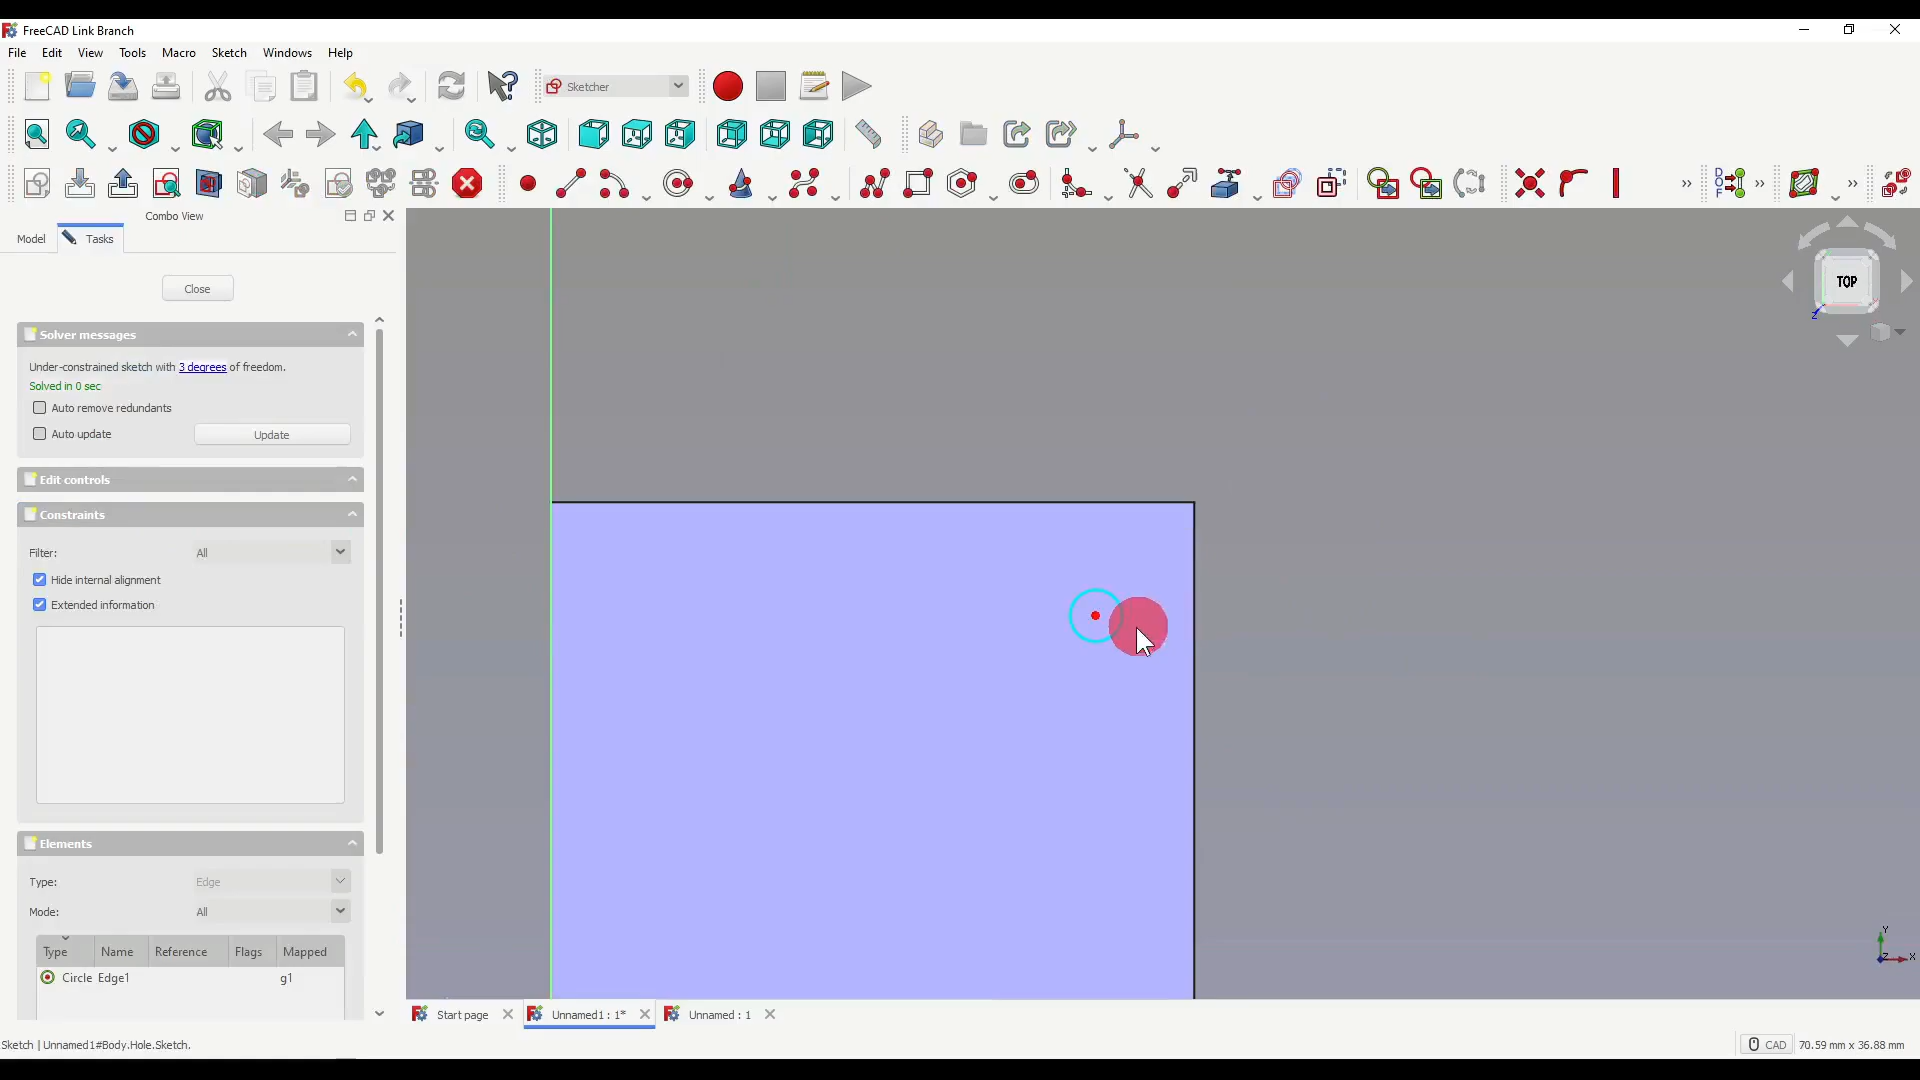 FreeCAD Link Branch
File Edit View Tools Macro Sketch Windows Help
Sketcher
DOF
Combo View
Model Tasks
TOP
Z
Close
Solver messages
Under-constrained sketch with 3 degrees of freedom.
Solved in 0 sec
Auto remove redundants
Auto update Update
Edit controls
Constraints
Filter: All
Hide internal alignment
Extended information
Elements
Type: Edge
Mode: All
Type Name Reference Flags Mapped
Circle Edge1 g1
Y
Z X
Start page Unnamed1 : 1* Unnamed : 1
Sketch | Unnamed1#Body.Hole.Sketch. CAD 70.59 mm x 36.88 mm